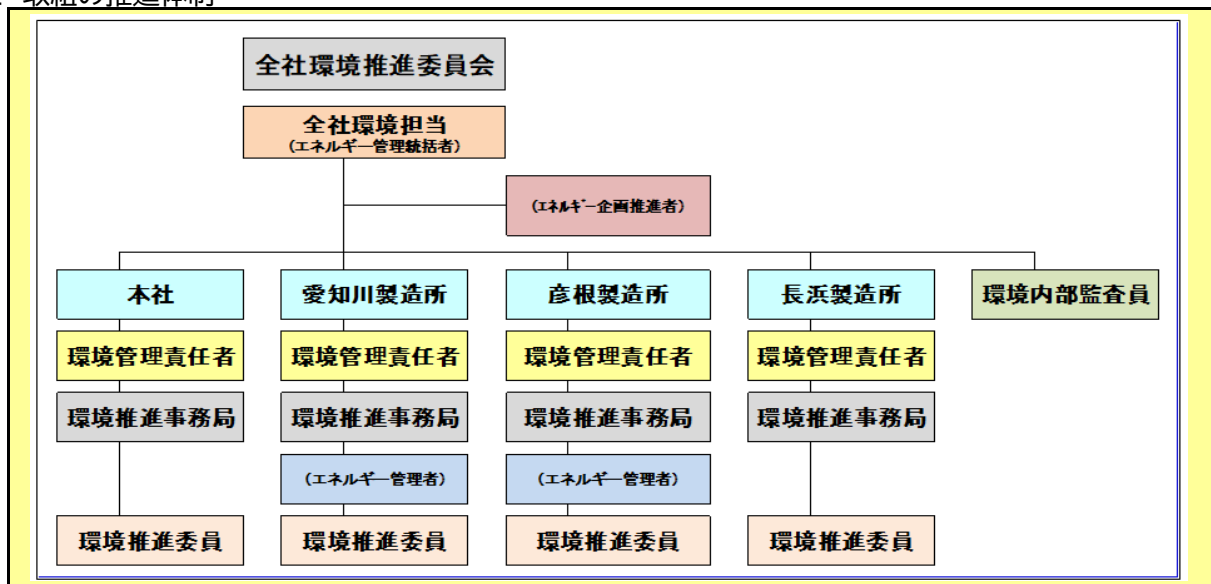 取組の推進体制
全社環境推進委員会
全社環境担当
(エネルギー管理統括者)
(エネルギー企画推進者)
本社
愛知川製造所
彦根製造所
長浜製造所
環境内部監査員
環境管理責任者
環境管理責任者
環境管理責任者
環境管理責任者
環境推進事務局
環境推進事務局
環境推進事務局
環境推進事務局
(エネルギー管理者)
(エネルギー管理者)
環境推進委員
環境推進委員
環境推進委員
環境推進委員